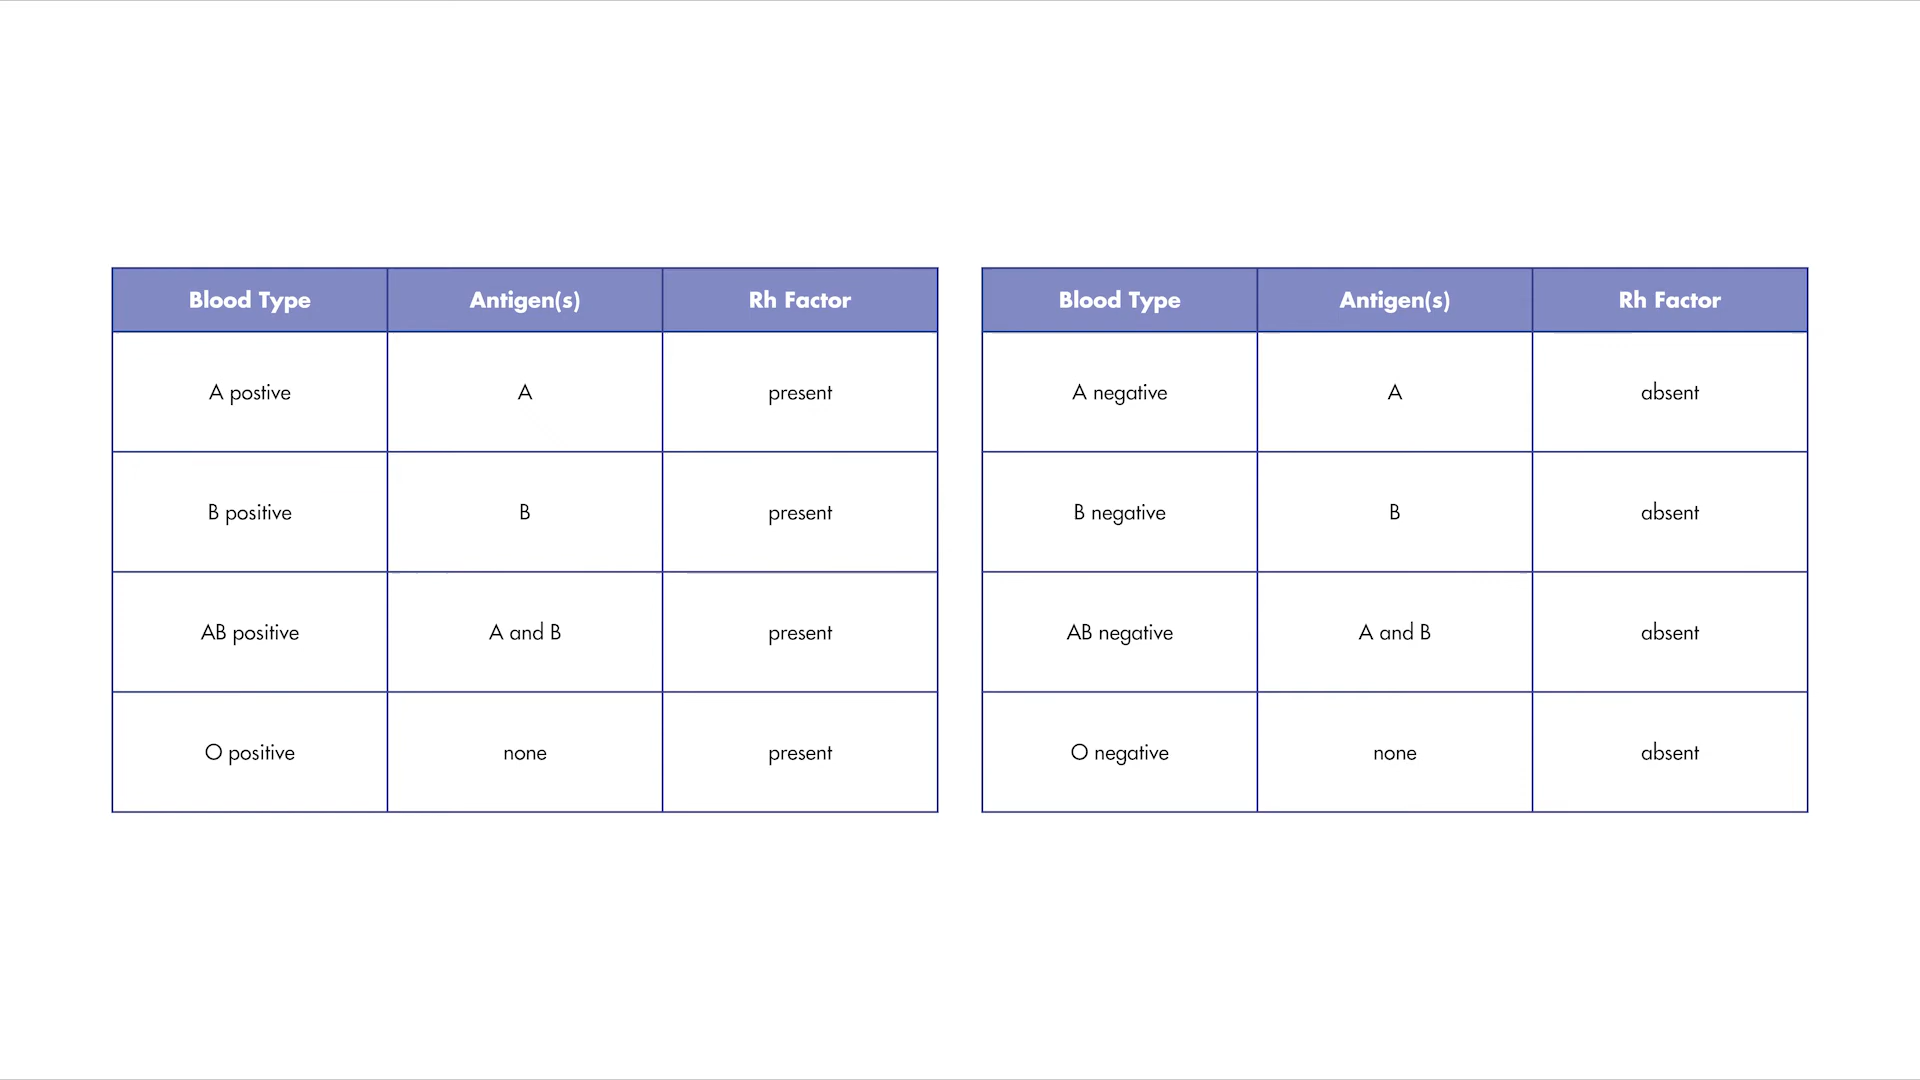 Blood Type Antigen(s) Rh Factor
A postive A present
B positive B present
AB positive A and B present
O positive none present
Blood Type Antigen(s) Rh Factor
A negative A absent
B negative B absent
AB negative A and B absent
O negative none absent